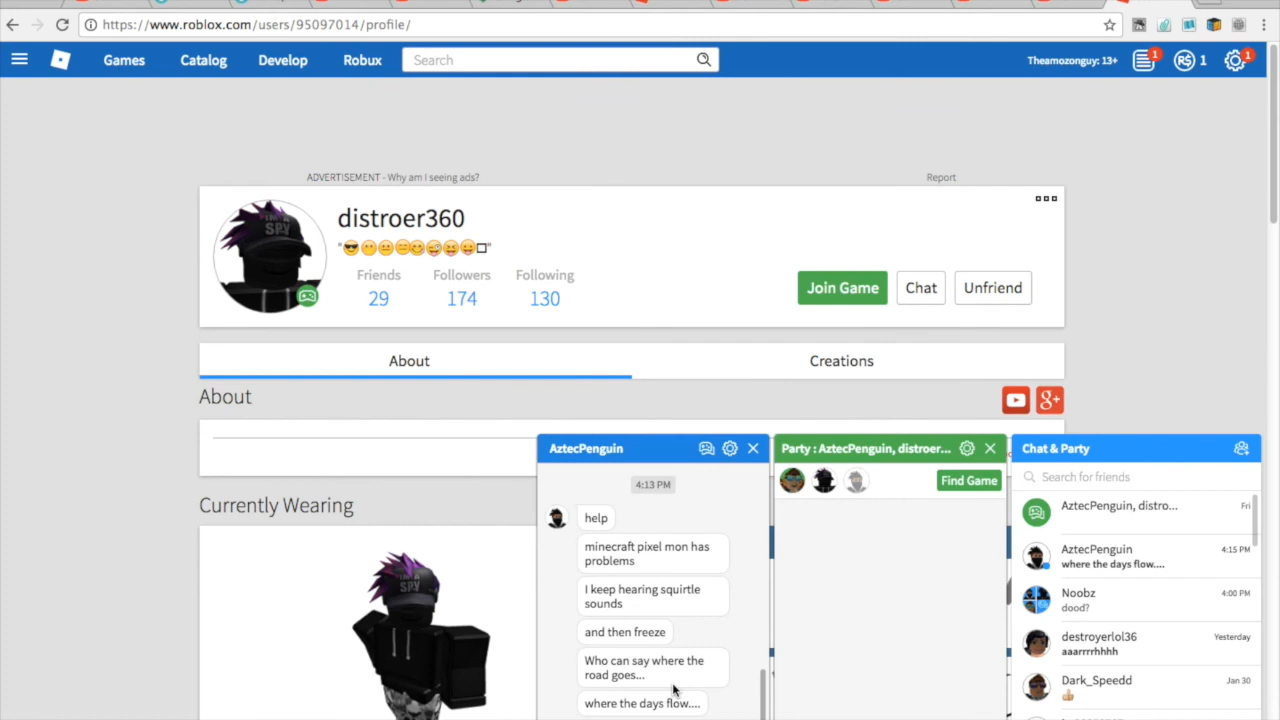 https://www.roblox.com/users/95097014/profile/
Games Catalog Develop Robux Search Theamozonguy: 13+ 1 R$ 1 1
ADVERTISEMENT - Why am I seeing ads? Report
I'M A
SPY
distroer360
"😎😶😐😒😊😜😝😛□"
Friends Followers Following
29 174 130
Join Game Chat Unfriend
About Creations
About
g+
Currently Wearing
I'M A
SPY
AztecPenguin
4:13 PM
help
minecraft pixel mon has
problems
I keep hearing squirtle
sounds
and then freeze
Who can say where the
road goes...
where the days flow....
Party : AztecPenguin, distroer...
Find Game
Chat & Party
Search for friends
AztecPenguin, distro... Fri
AztecPenguin 4:15 PM
where the days flow....
Noobz 4:00 PM
dood?
destroyerlol36 Yesterday
aaarrrrhhhh
Dark_Speedd Jan 30
👍